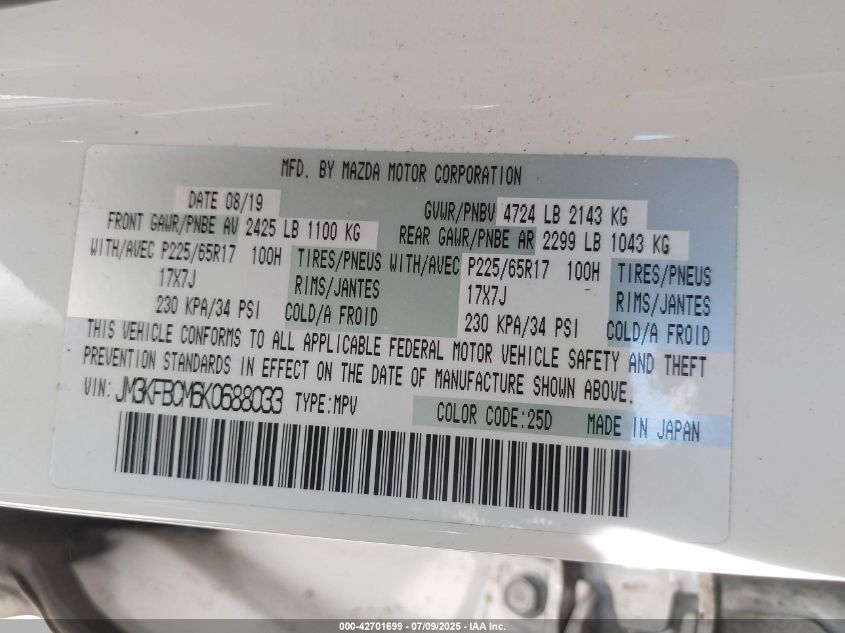 MFD. BY MAZDA MOTOR CORPORATION
DATE 08/19 GVWR/PNBV 4724 LB 2143 KG
FRONT GAWR/PNBE AV 2425 LB 1100 KG REAR GAWR/PNBE AR 2299 LB 1043 KG
WITH/AVEC P225/65R17 100H TIRES/PNEUS WITH/AVEC P225/65R17 100H TIRES/PNEUS
17X7J RIMS/JANTES 17X7J RIMS/JANTES
230 KPA/34 PSI COLD/A FROID 230 KPA/34 PSI COLD/A FROID
THIS VEHICLE CONFORMS TO ALL APPLICABLE FEDERAL MOTOR VEHICLE SAFETY AND THEFT
PREVENTION STANDARDS IN EFFECT ON THE DATE OF MANUFACTURE SHOWN ABOVE.
VIN: JM3KFBCM6K0688033 TYPE:MPV COLOR CODE:25D MADE IN JAPAN
000-42701699 - 07/09/2025 - IAA Inc.